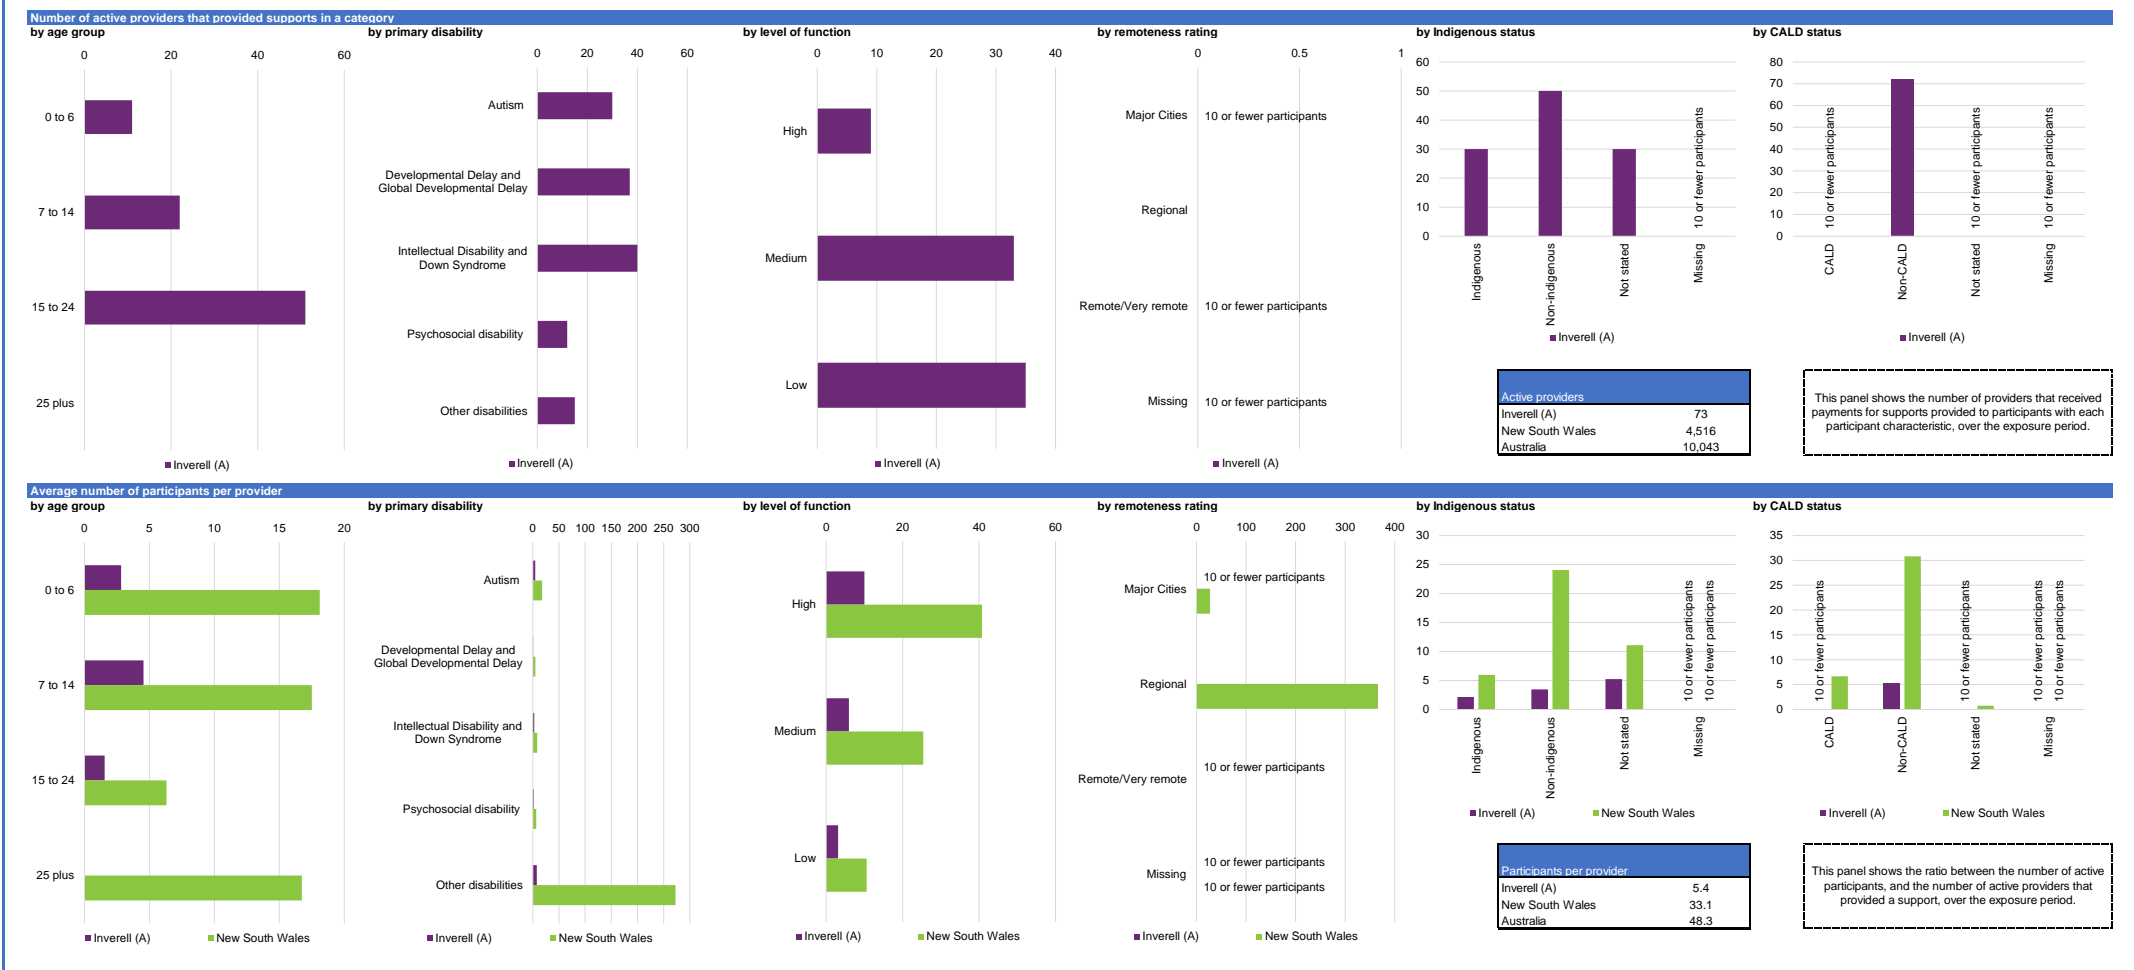 Number of active providers that provided supports in a category
by age group
0 20 40 60
0 to 6
7 to 14
15 to 24
25 plus
Inverell (A)
by primary disability
0 20 40 60
Autism
Developmental Delay and
Global Developmental Delay
Intellectual Disability and
Down Syndrome
Psychosocial disability
Other disabilities
Inverell (A)
by level of function
0 10 20 30 40
High
Medium
Low
Inverell (A)
by remoteness rating
0 0.5 1
Major Cities 10 or fewer participants
Regional
Remote/Very remote 10 or fewer participants
Missing 10 or fewer participants
Inverell (A)
by Indigenous status
60
50
40
30
20
10
0
10 or fewer participants
Indigenous
Non-indigenous
Not stated
Missing
Inverell (A)
by CALD status
80
70
60
50
40
30
20
10
0
10 or fewer participants
10 or fewer participants
10 or fewer participants
CALD
Non-CALD
Not stated
Missing
Inverell (A)
Active providers
Inverell (A) 73
New South Wales 4,516
Australia 10,043
This panel shows the number of providers that received
payments for supports provided to participants with each
participant characteristic, over the exposure period.
Average number of participants per provider
by age group
0 5 10 15 20
0 to 6
7 to 14
15 to 24
25 plus
Inverell (A) New South Wales
by primary disability
0 50 100 150 200 250 300
Autism
Developmental Delay and
Global Developmental Delay
Intellectual Disability and
Down Syndrome
Psychosocial disability
Other disabilities
Inverell (A) New South Wales
by level of function
0 20 40 60
High
Medium
Low
Inverell (A) New South Wales
by remoteness rating
0 100 200 300 400
10 or fewer participants
Major Cities
Regional
10 or fewer participants
Remote/Very remote
10 or fewer participants
Missing
10 or fewer participants
Inverell (A) New South Wales
by Indigenous status
30
25
20
15
10
5
0
10 or fewer participants
10 or fewer participants
Indigenous
Non-indigenous
Not stated
Missing
Inverell (A) New South Wales
by CALD status
35
30
25
20
15
10
5
0
10 or fewer participants
10 or fewer participants
10 or fewer participants
10 or fewer participants
CALD
Non-CALD
Not stated
Missing
Inverell (A) New South Wales
Participants per provider
Inverell (A) 5.4
New South Wales 33.1
Australia 48.3
This panel shows the ratio between the number of active
participants, and the number of active providers that
provided a support, over the exposure period.